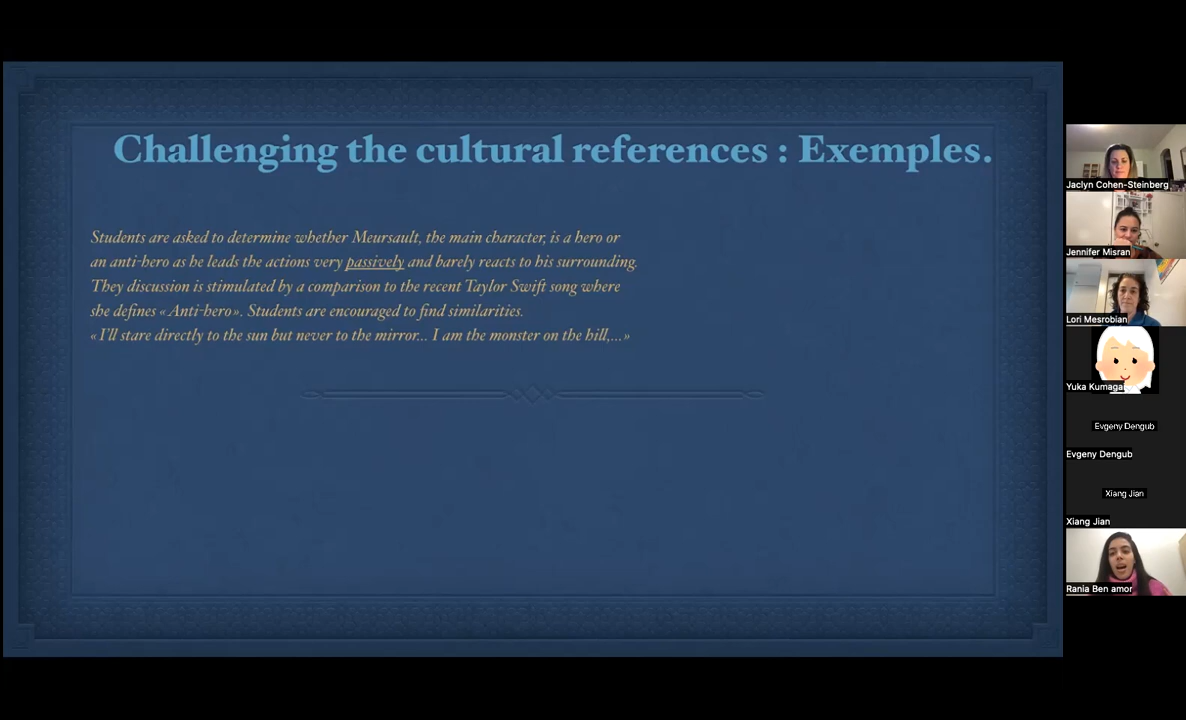 Challenging the cultural references : Exemples.
Students are asked to determine whether Meursault, the main character, is a hero or
an anti-hero as he leads the actions very passively and barely reacts to his surrounding.
They discussion is stimulated by a comparison to the recent Taylor Swift song where
she defines « Anti-hero». Students are encouraged to find similarities.
« I'll stare directly to the sun but never to the mirror... I am the monster on the hill,...»
Jaclyn Cohen-Steinberg
Jennifer Misran
Lori Mesrobian
Yuka Kumagai
Evgeny Dengub
Evgeny Dengub
Xiang Jian
Xiang Jian
Rania Ben amor